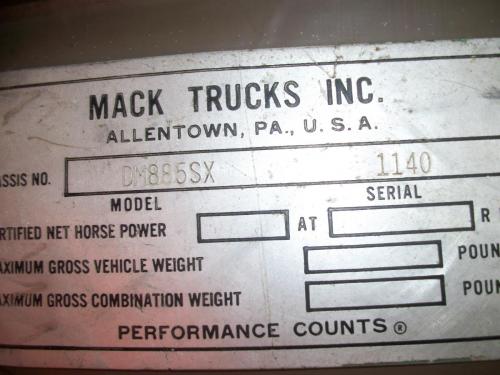 MACK TRUCKS INC.
ALLENTOWN, PA., U.S.A.
ASSIS NO. DM885SX 1140
MODEL SERIAL
ERTIFIED NET HORSE POWER AT R
AXIMUM GROSS VEHICLE WEIGHT POUN
AXIMUM GROSS COMBINATION WEIGHT POUN
PERFORMANCE COUNTS®